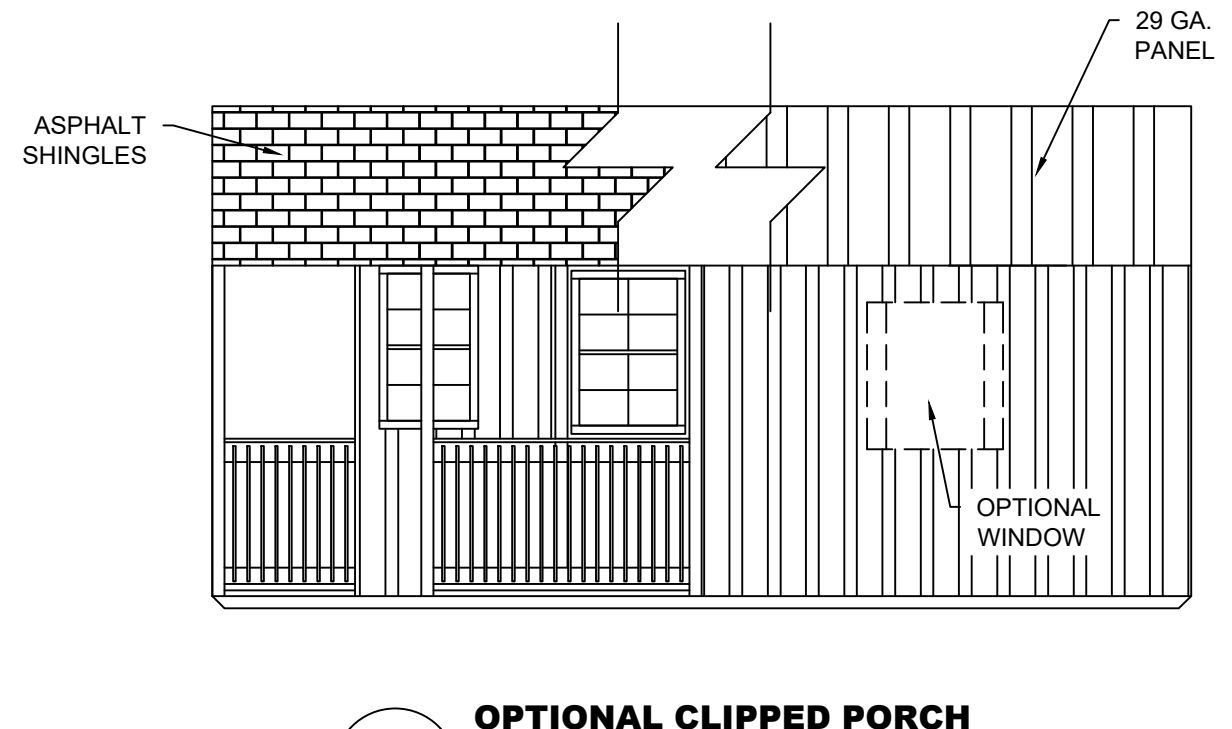 29 GA.
PANEL
ASPHALT
SHINGLES
OPTIONAL
WINDOW
OPTIONAL CLIPPED PORCH